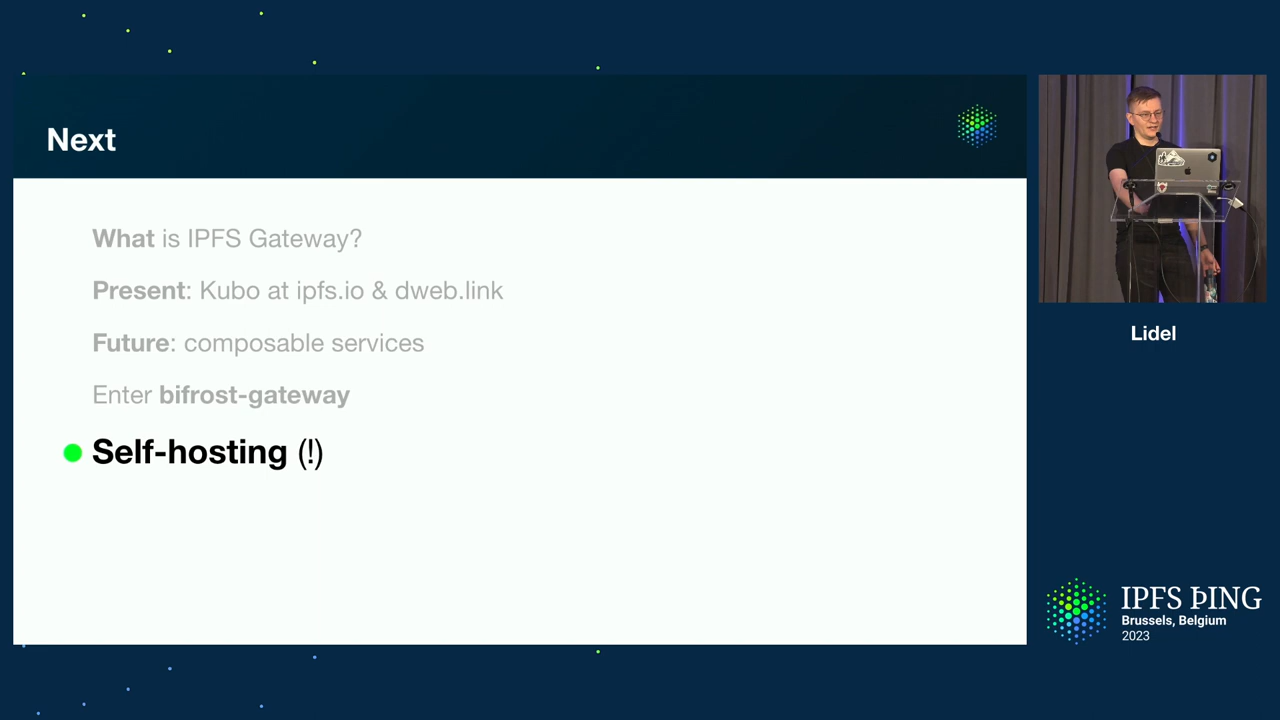 Next
What is IPFS Gateway?
Present: Kubo at ipfs.io & dweb.link
Future: composable services
Enter bifrost-gateway
Self-hosting (!)
Lidel
IPFS ÞING
Brussels, Belgium
2023